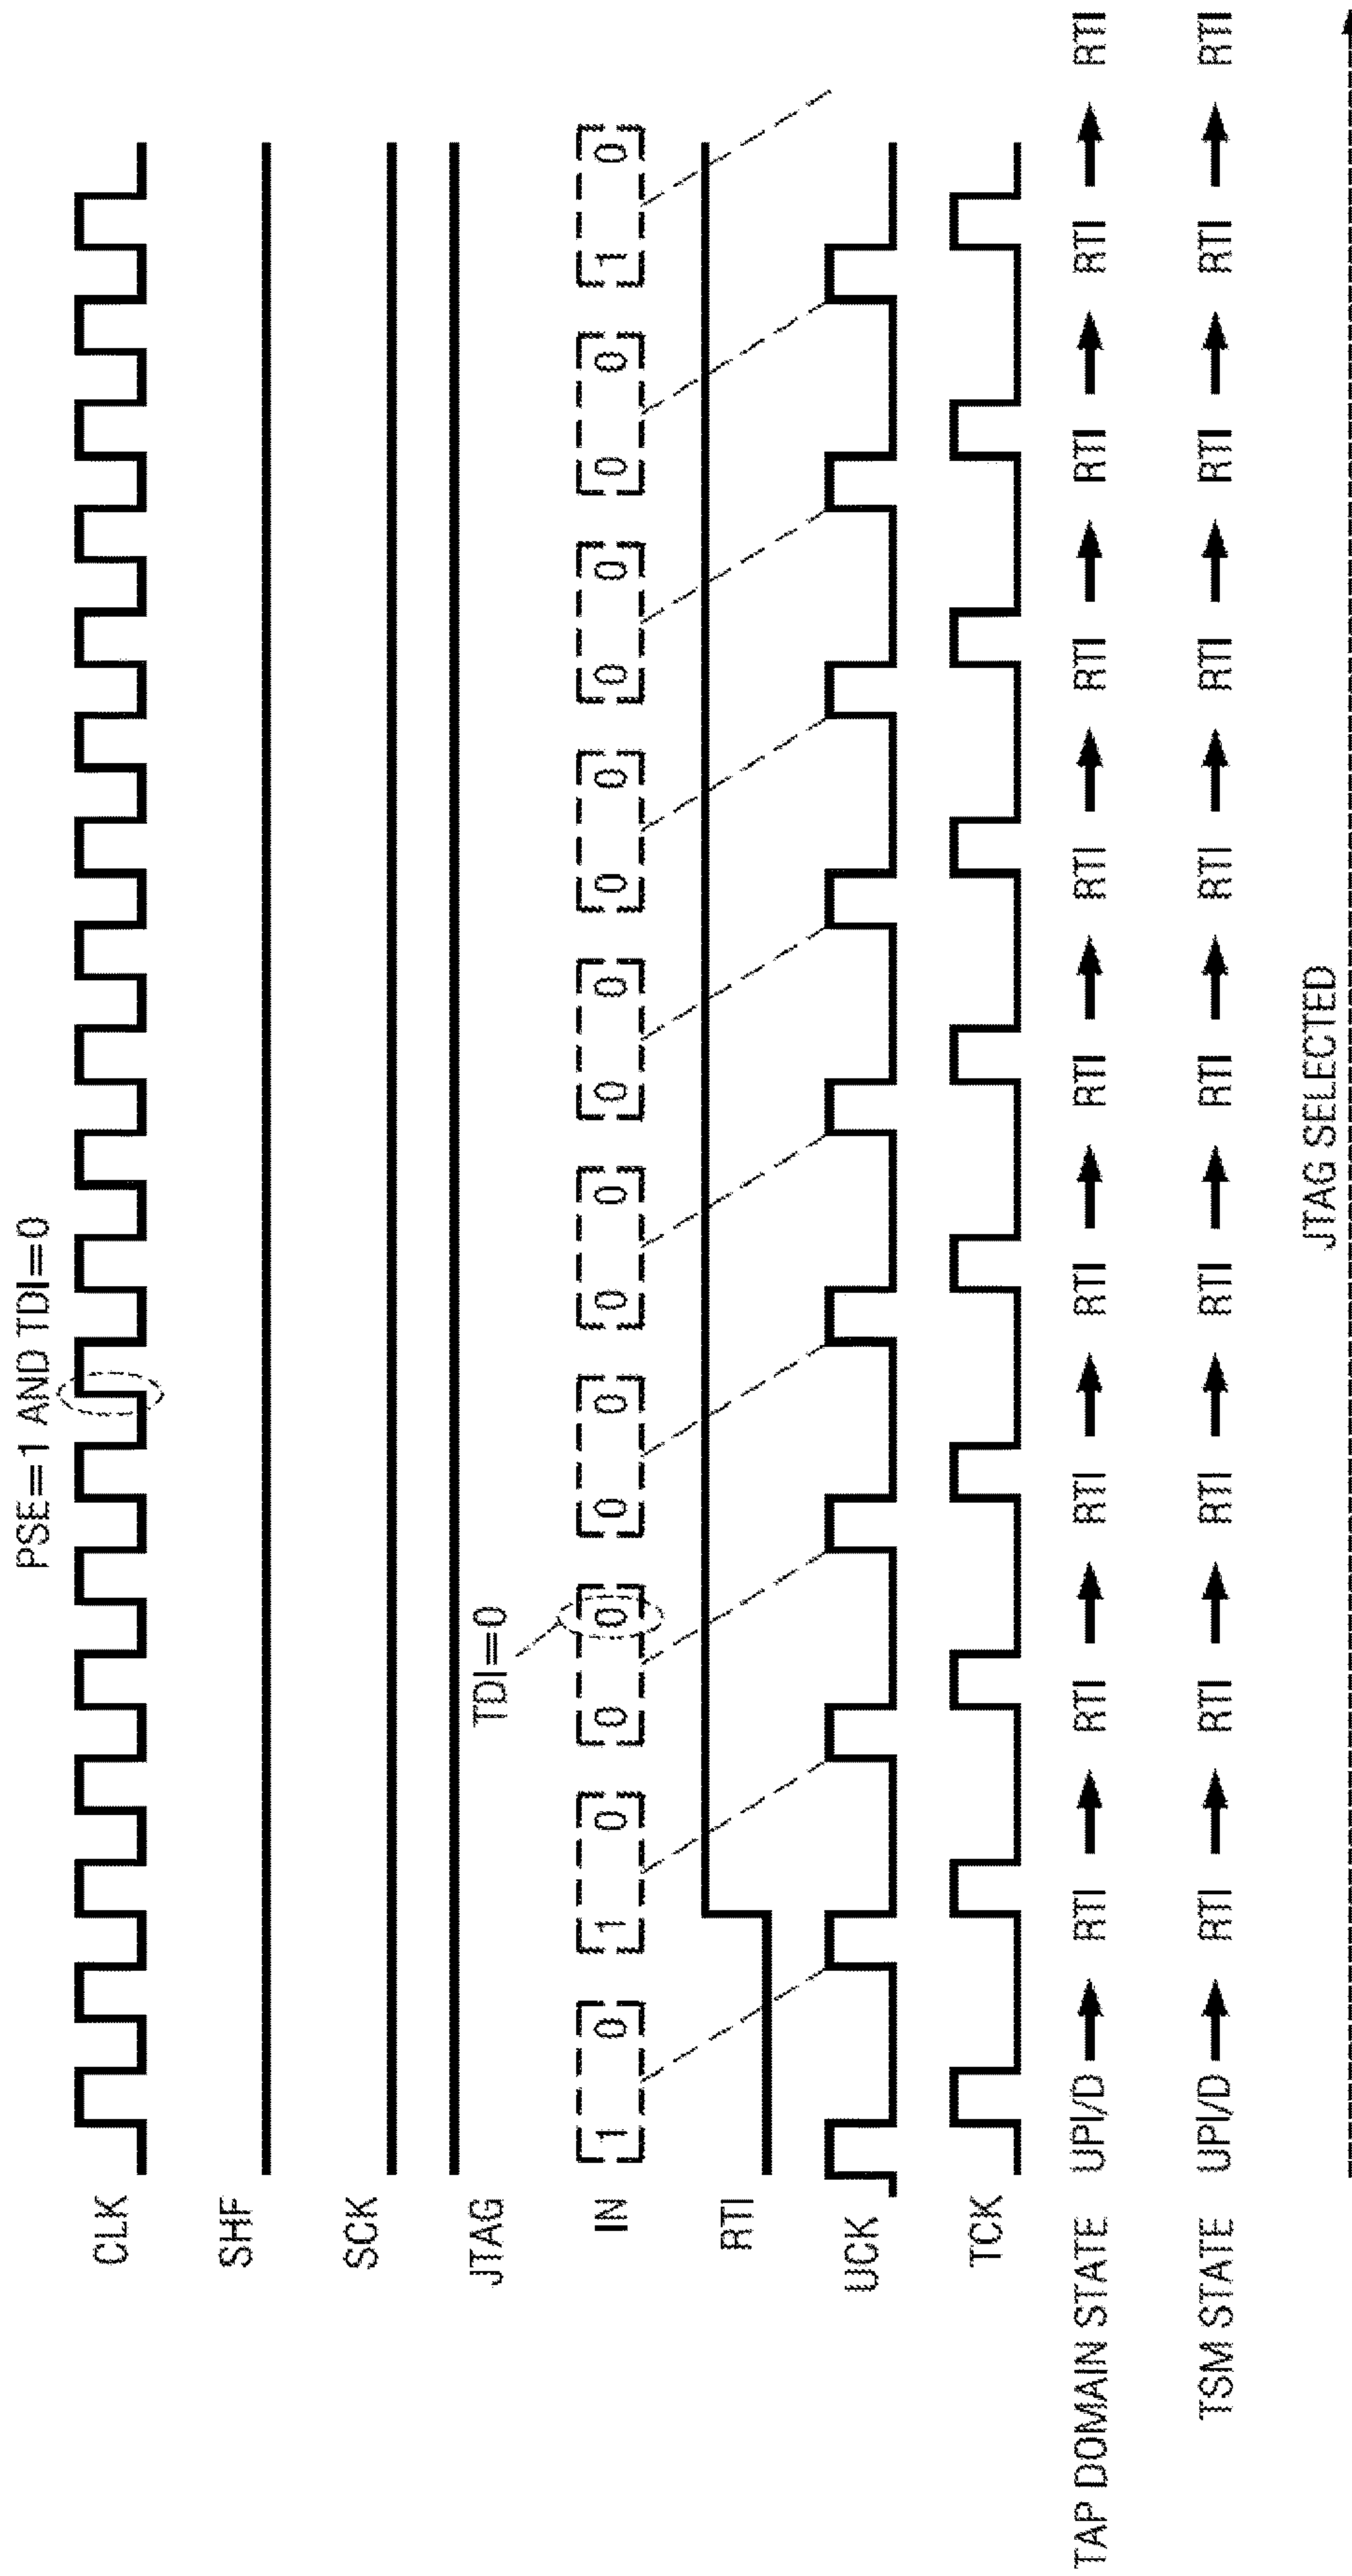 PSE=1 AND TDI=0
CLK
SHF
SCK
JTAG
TDI=0
IN 1 0 1 0 0 0 0 0 0 0 0 0 0 0 0 0 0 0 1 0
RTI
UCK
TCK
TAP DOMAIN STATE UPI/D → RTI → RTI → RTI → RTI → RTI → RTI → RTI → RTI → RTI → RTI
TSM STATE UPI/D → RTI → RTI → RTI → RTI → RTI → RTI → RTI → RTI → RTI → RTI
JTAG SELECTED